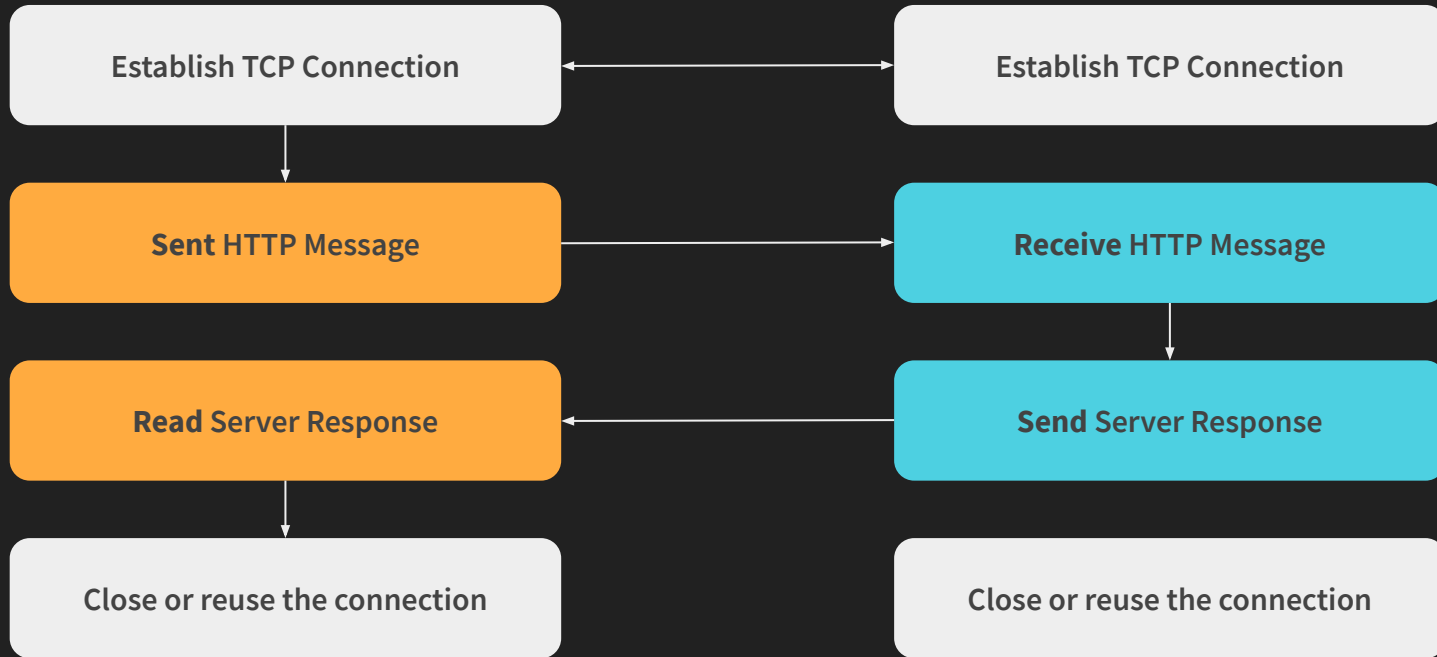 Establish TCP Connection
Establish TCP Connection
Sent HTTP Message
Receive HTTP Message
Read Server Response
Send Server Response
Close or reuse the connection
Close or reuse the connection